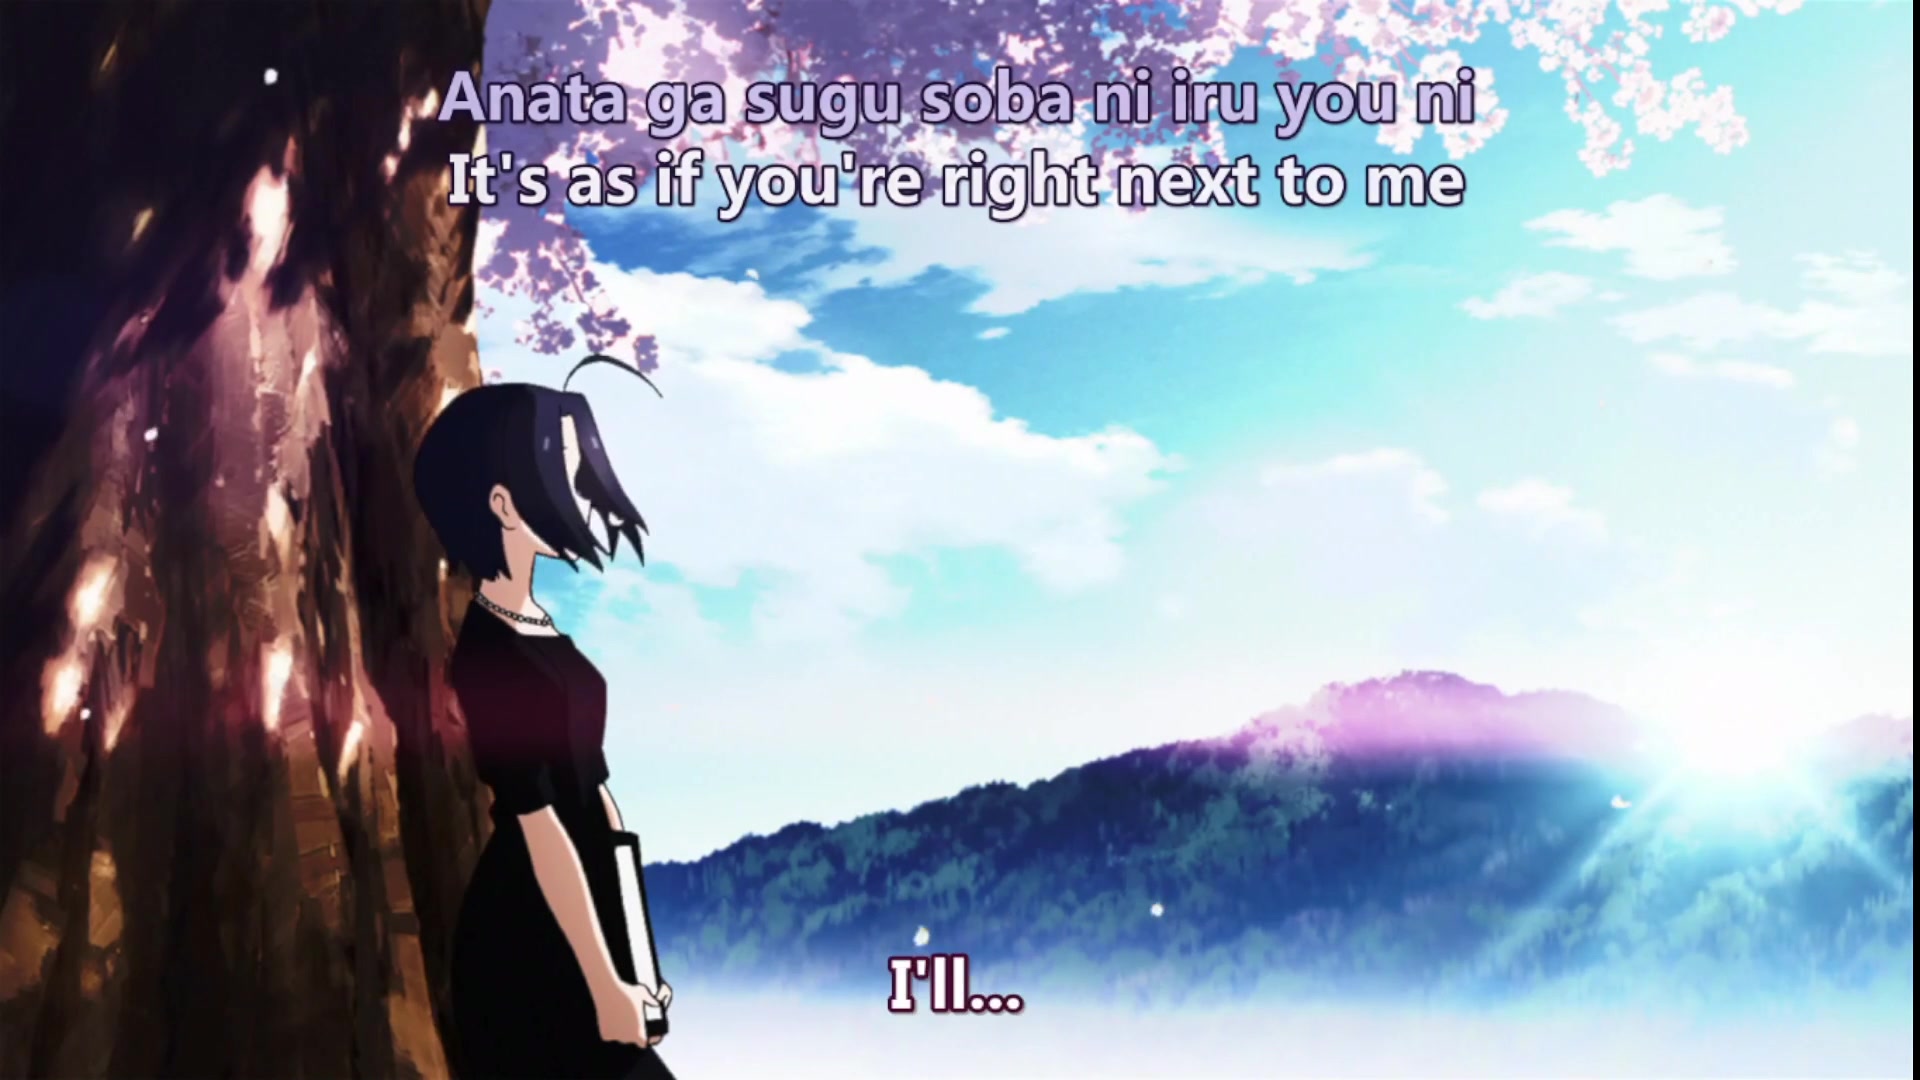 Anata ga sugu soba ni iru you ni
It's as if you're right next to me
I'll...